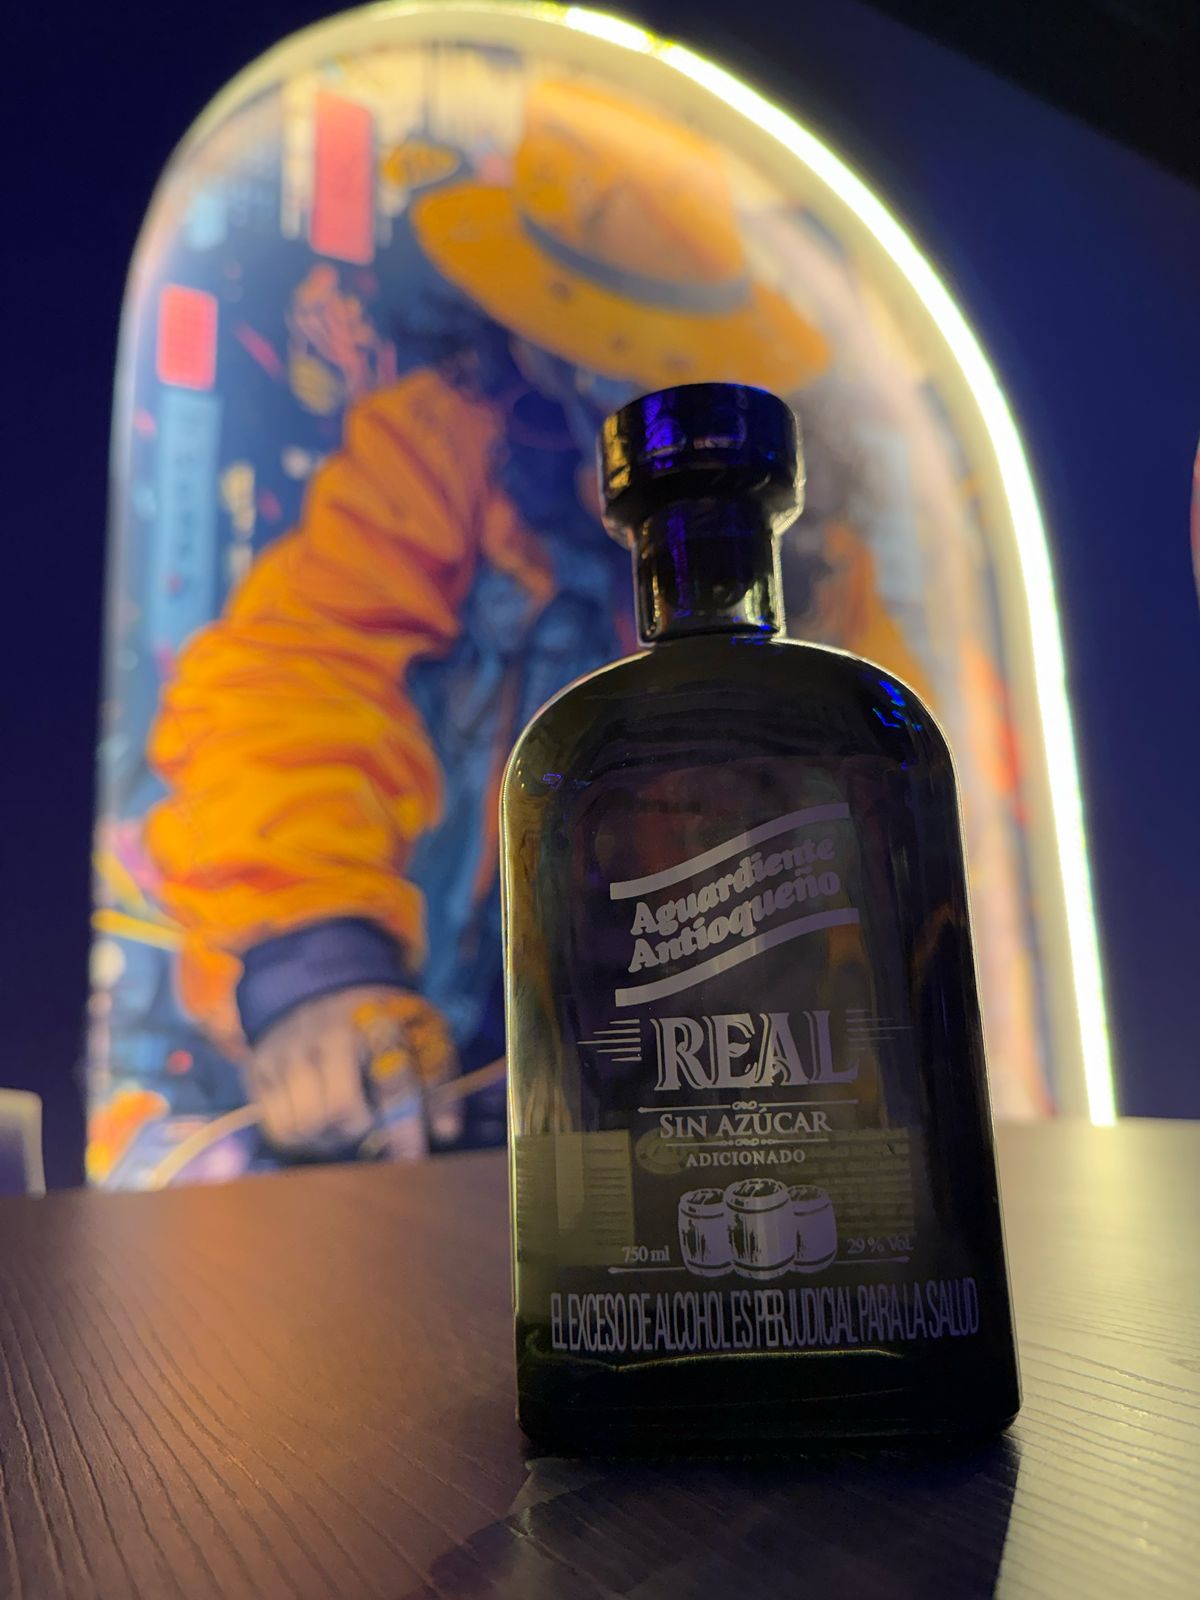 Aguardiente
Antioqueño
REAL
SIN AZÚCAR
ADICIONADO
750 ml
29 % Vol.
EL EXCESO DE ALCOHOL ES PERJUDICIAL PARA LA SALUD